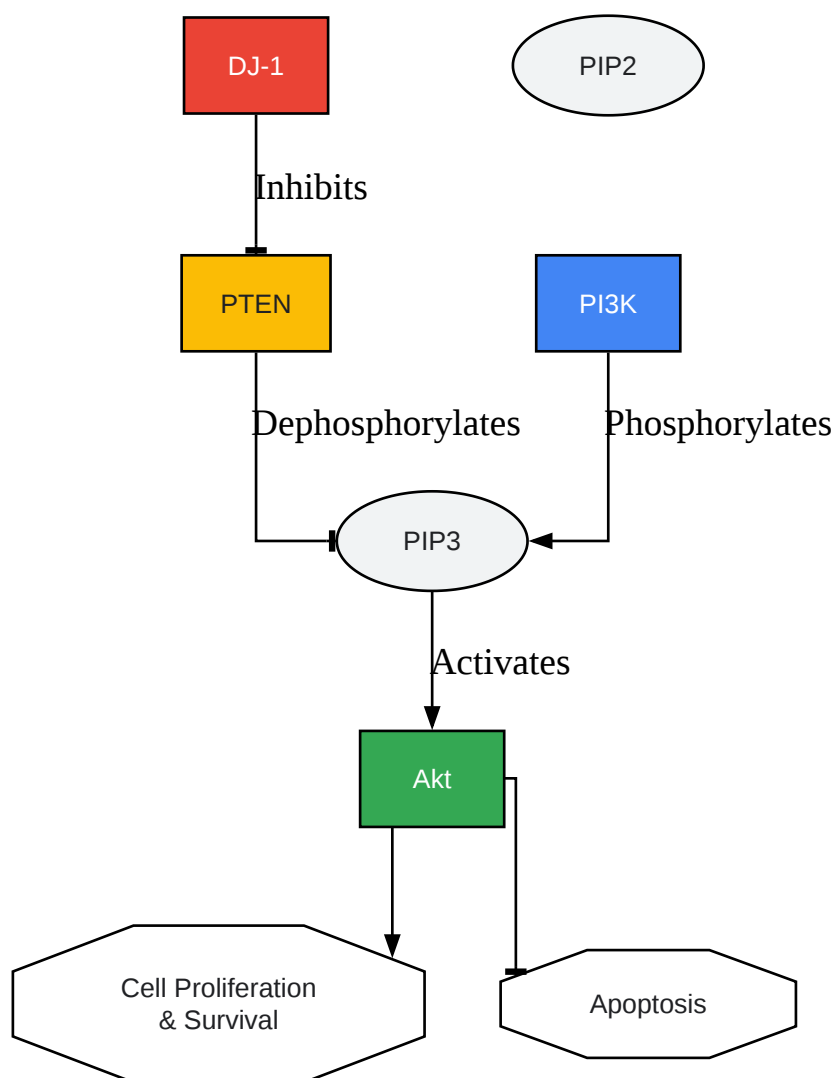 DJ-1
PIP2
Inhibits
PTEN
PI3K
Dephosphorylates
Phosphorylates
PIP3
Activates
Akt
Cell Proliferation
& Survival
Apoptosis